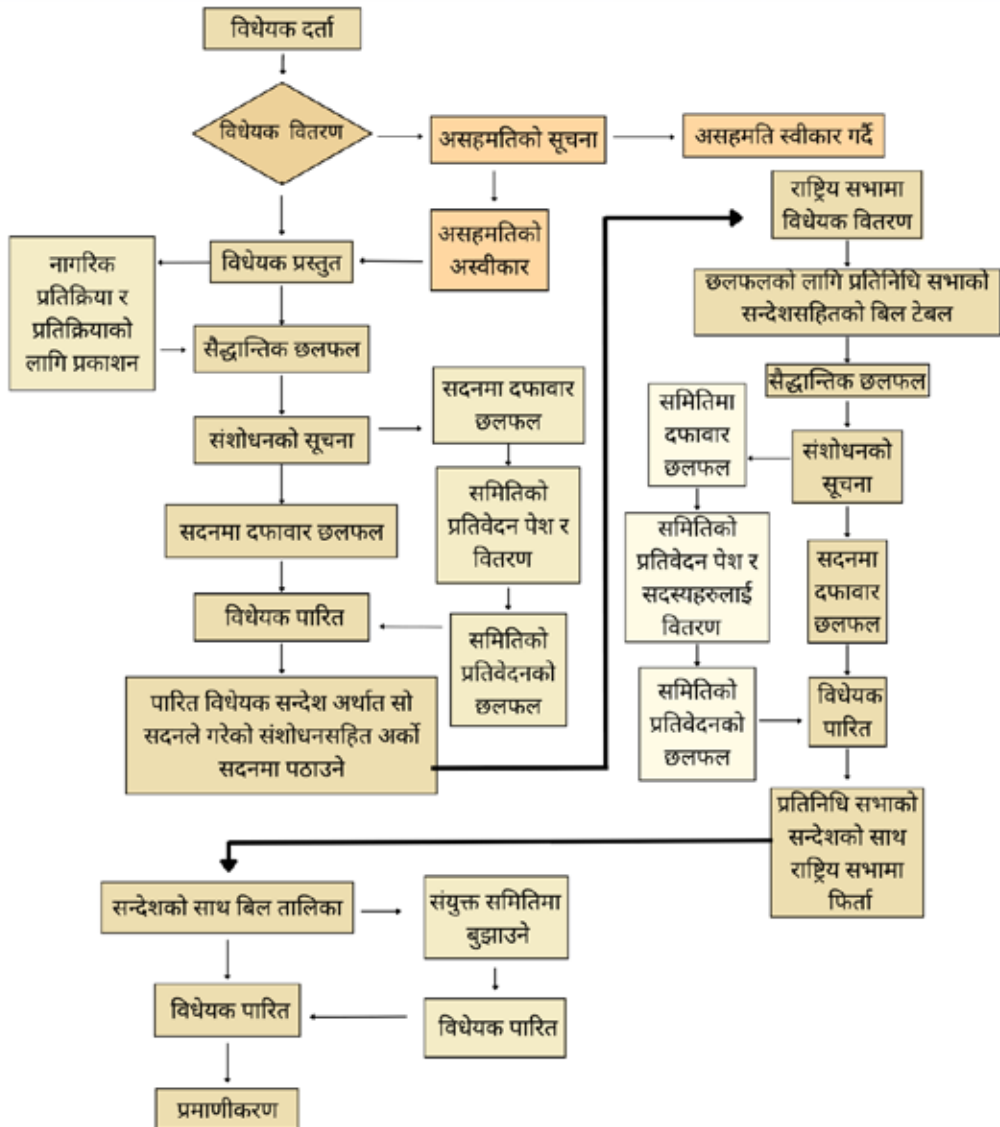 विधेयक दर्ता
विधेयक वितरण
असहमतिको सूचना
असहमति स्वीकार गर्दै
असहमतिको
अस्वीकार
विधेयक प्रस्तुत
नागरिक
प्रतिक्रिया र
प्रतिक्रियाको
लागि प्रकाशन
सैद्धान्तिक छलफल
संशोधनको सूचना
सदनमा दफावार
छलफल
समितिको
प्रतिवेदन पेश र
वितरण
समितिको
प्रतिवेदनको
छलफल
सदनमा दफावार छलफल
विधेयक पारित
पारित विधेयक सन्देश अर्थात सो
सदनले गरेको संशोधनसहित अर्को
सदनमा पठाउने
राष्ट्रिय सभामा
विधेयक वितरण
छलफलको लागि प्रतिनिधि सभाको
सन्देशसहितको बिल टेबल
सैद्धान्तिक छलफल
संशोधनको
सूचना
समितिमा
दफावार
छलफल
समितिको
प्रतिवेदन पेश र
सदस्यहरुलाई
वितरण
समितिको
प्रतिवेदनको
छलफल
सदनमा
दफावार
छलफल
विधेयक
पारित
प्रतिनिधि सभाको
सन्देशको साथ
राष्ट्रिय सभामा
फिर्ता
सन्देशको साथ बिल तालिका
संयुक्त समितिमा
बुझाउने
विधेयक पारित
विधेयक पारित
प्रमाणीकरण